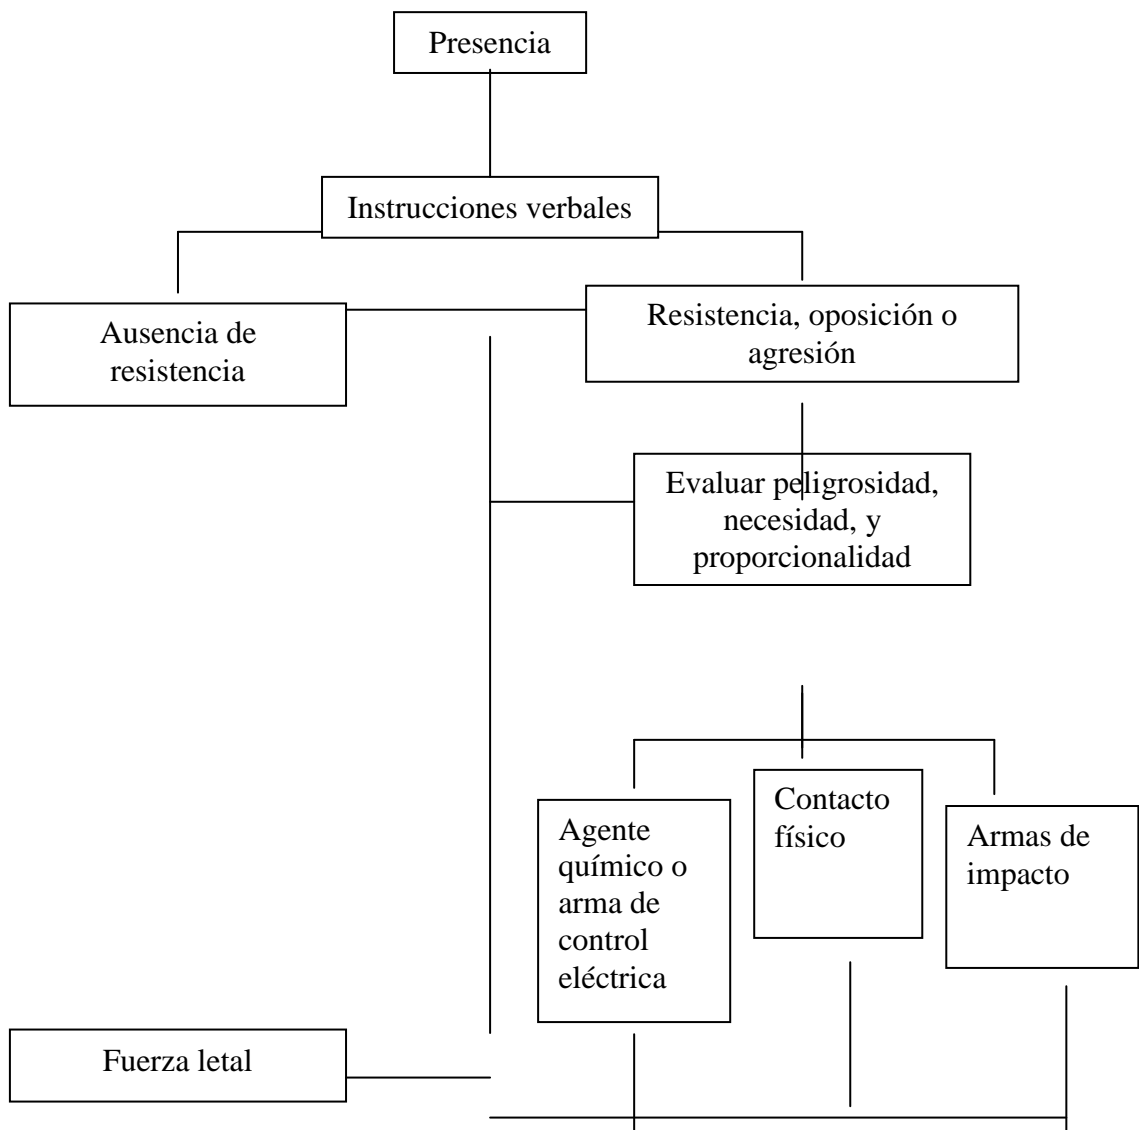 Presencia
Instrucciones verbales
Ausencia de
resistencia
Resistencia, oposición o
agresión
Evaluar peligrosidad,
necesidad, y
proporcionalidad
Agente
químico o
arma de
control
eléctrica
Contacto
físico
Armas de
impacto
Fuerza letal